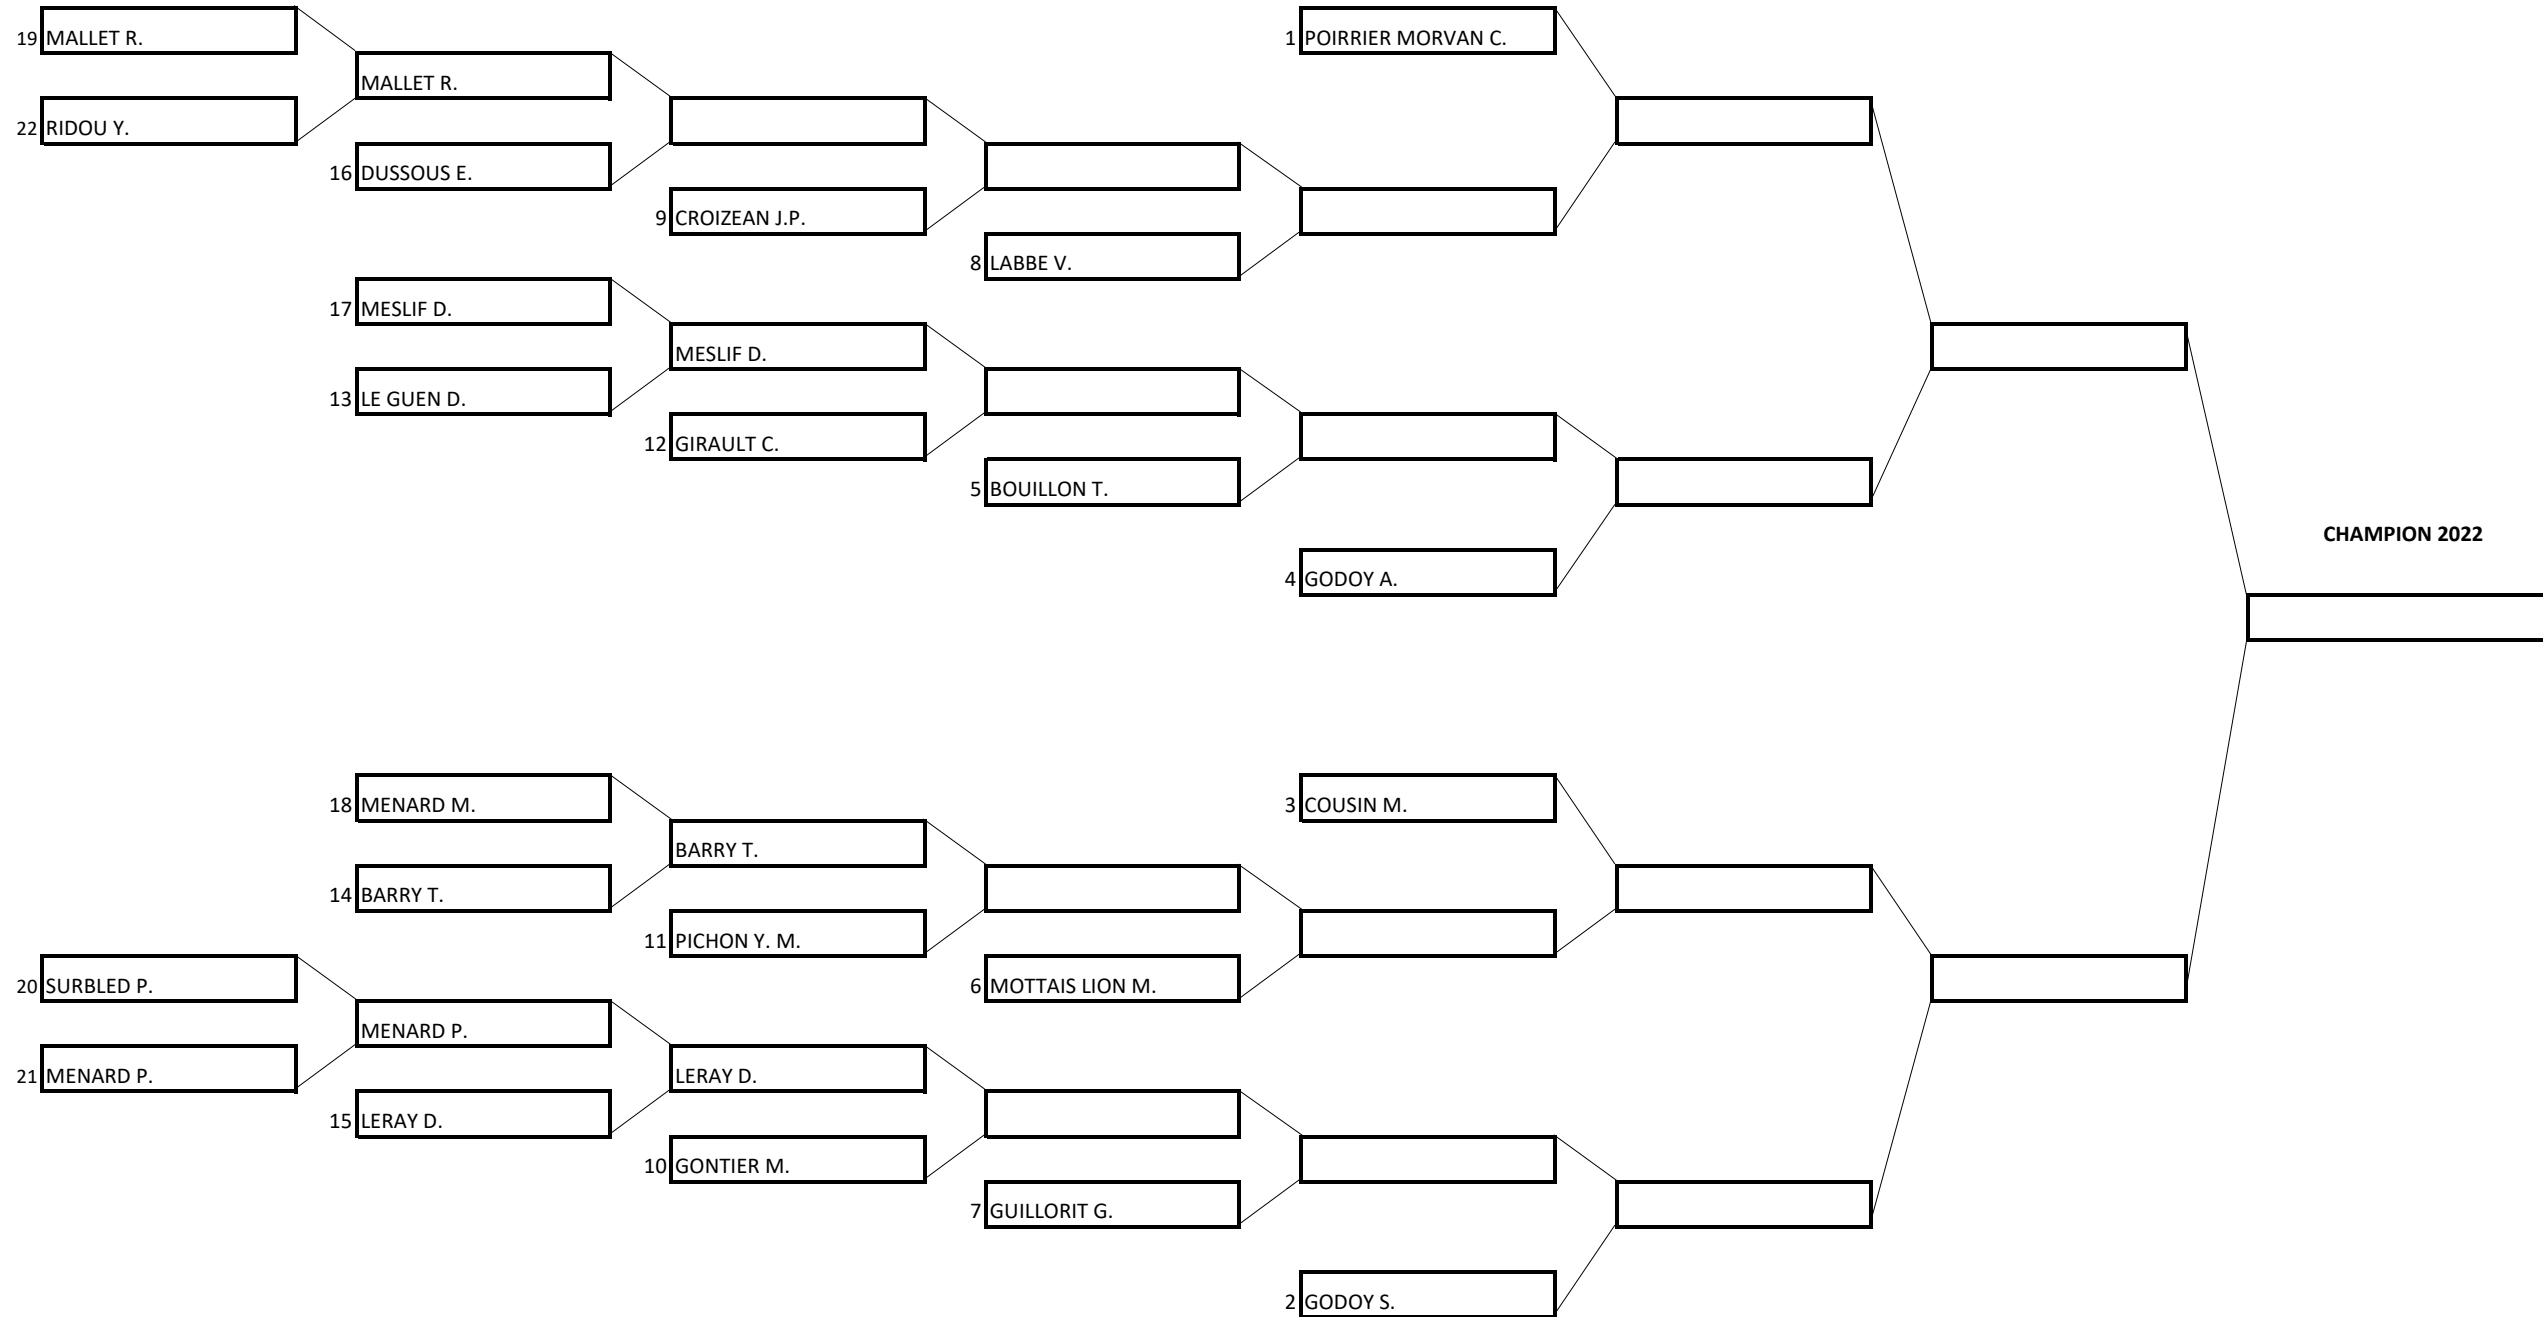 19 MALLET R.
1 POIRRIER MORVAN C.
MALLET R.
22 RIDOU Y.
16 DUSSOUS E.
9 CROIZEAN J.P.
8 LABBE V.
17 MESLIF D.
MESLIF D.
13 LE GUEN D.
12 GIRAULT C.
5 BOUILLON T.
CHAMPION 2022
4 GODOY A.
18 MENARD M.
3 COUSIN M.
BARRY T.
14 BARRY T.
11 PICHON Y. M.
20 SURBLED P.
6 MOTTAIS LION M.
MENARD P.
21 MENARD P.
LERAY D.
15 LERAY D.
10 GONTIER M.
7 GUILLORIT G.
2 GODOY S.